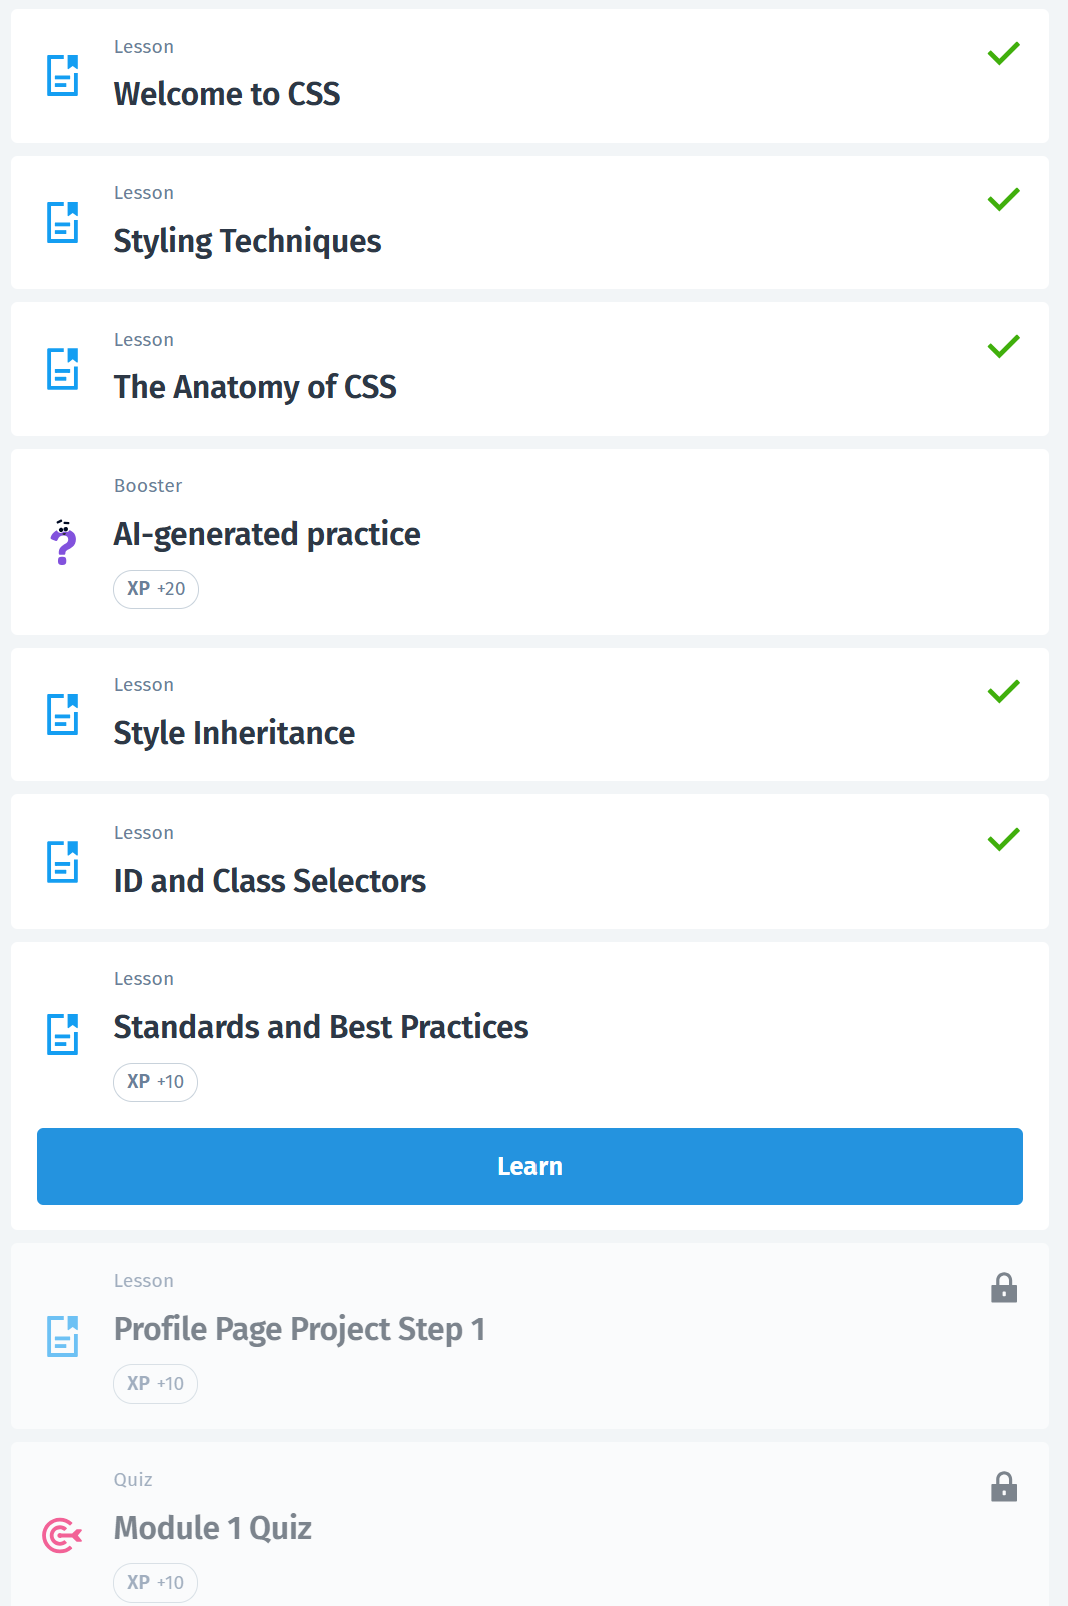 Lesson
Welcome to CSS
Lesson
Styling Techniques
Lesson
The Anatomy of CSS
Booster
AI-generated practice
XP +20
Lesson
Style Inheritance
Lesson
ID and Class Selectors
Lesson
Standards and Best Practices
XP +10
Learn
Lesson
Profile Page Project Step 1
XP +10
Quiz
Module 1 Quiz
XP +10